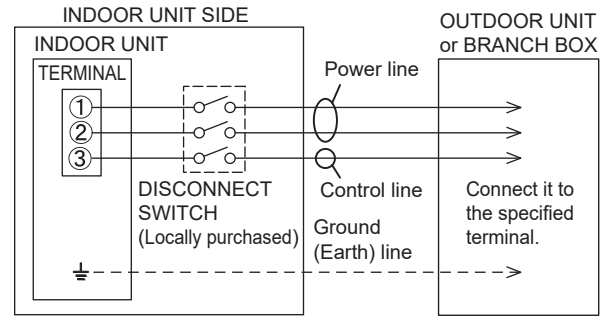 INDOOR UNIT SIDE
INDOOR UNIT
TERMINAL
1
2
3
DISCONNECT
SWITCH
(Locally purchased)
Power line
Control line
Ground
(Earth) line
OUTDOOR UNIT
or BRANCH BOX
Connect it to
the specified
terminal.